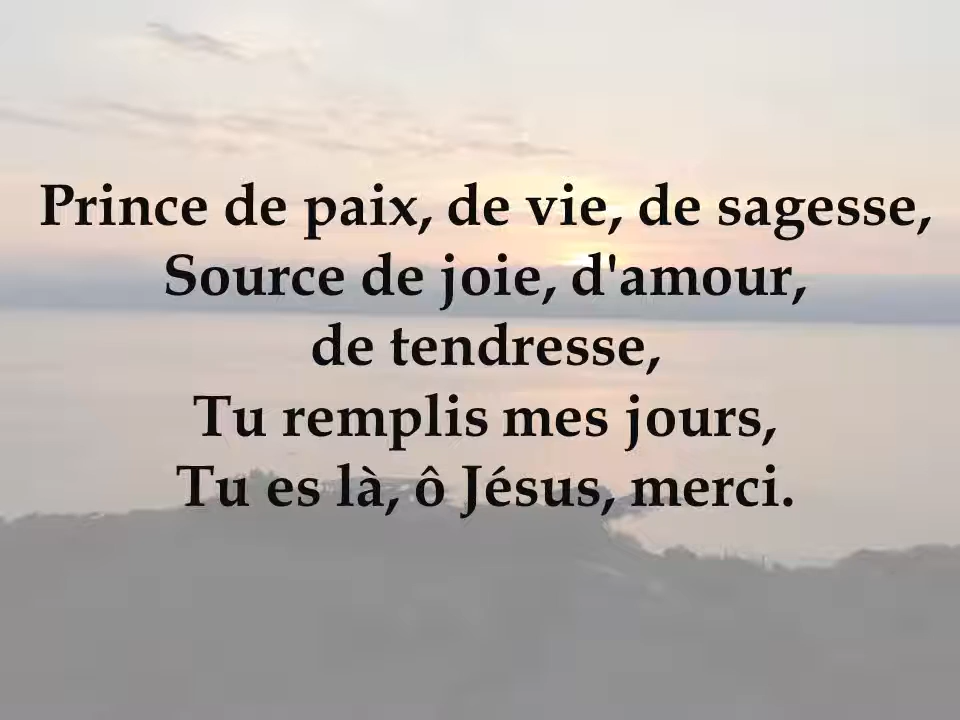 Prince de paix, de vie, de sagesse,
Source de joie, d'amour,
de tendresse,
Tu remplis mes jours,
Tu es là, ô Jésus, merci.